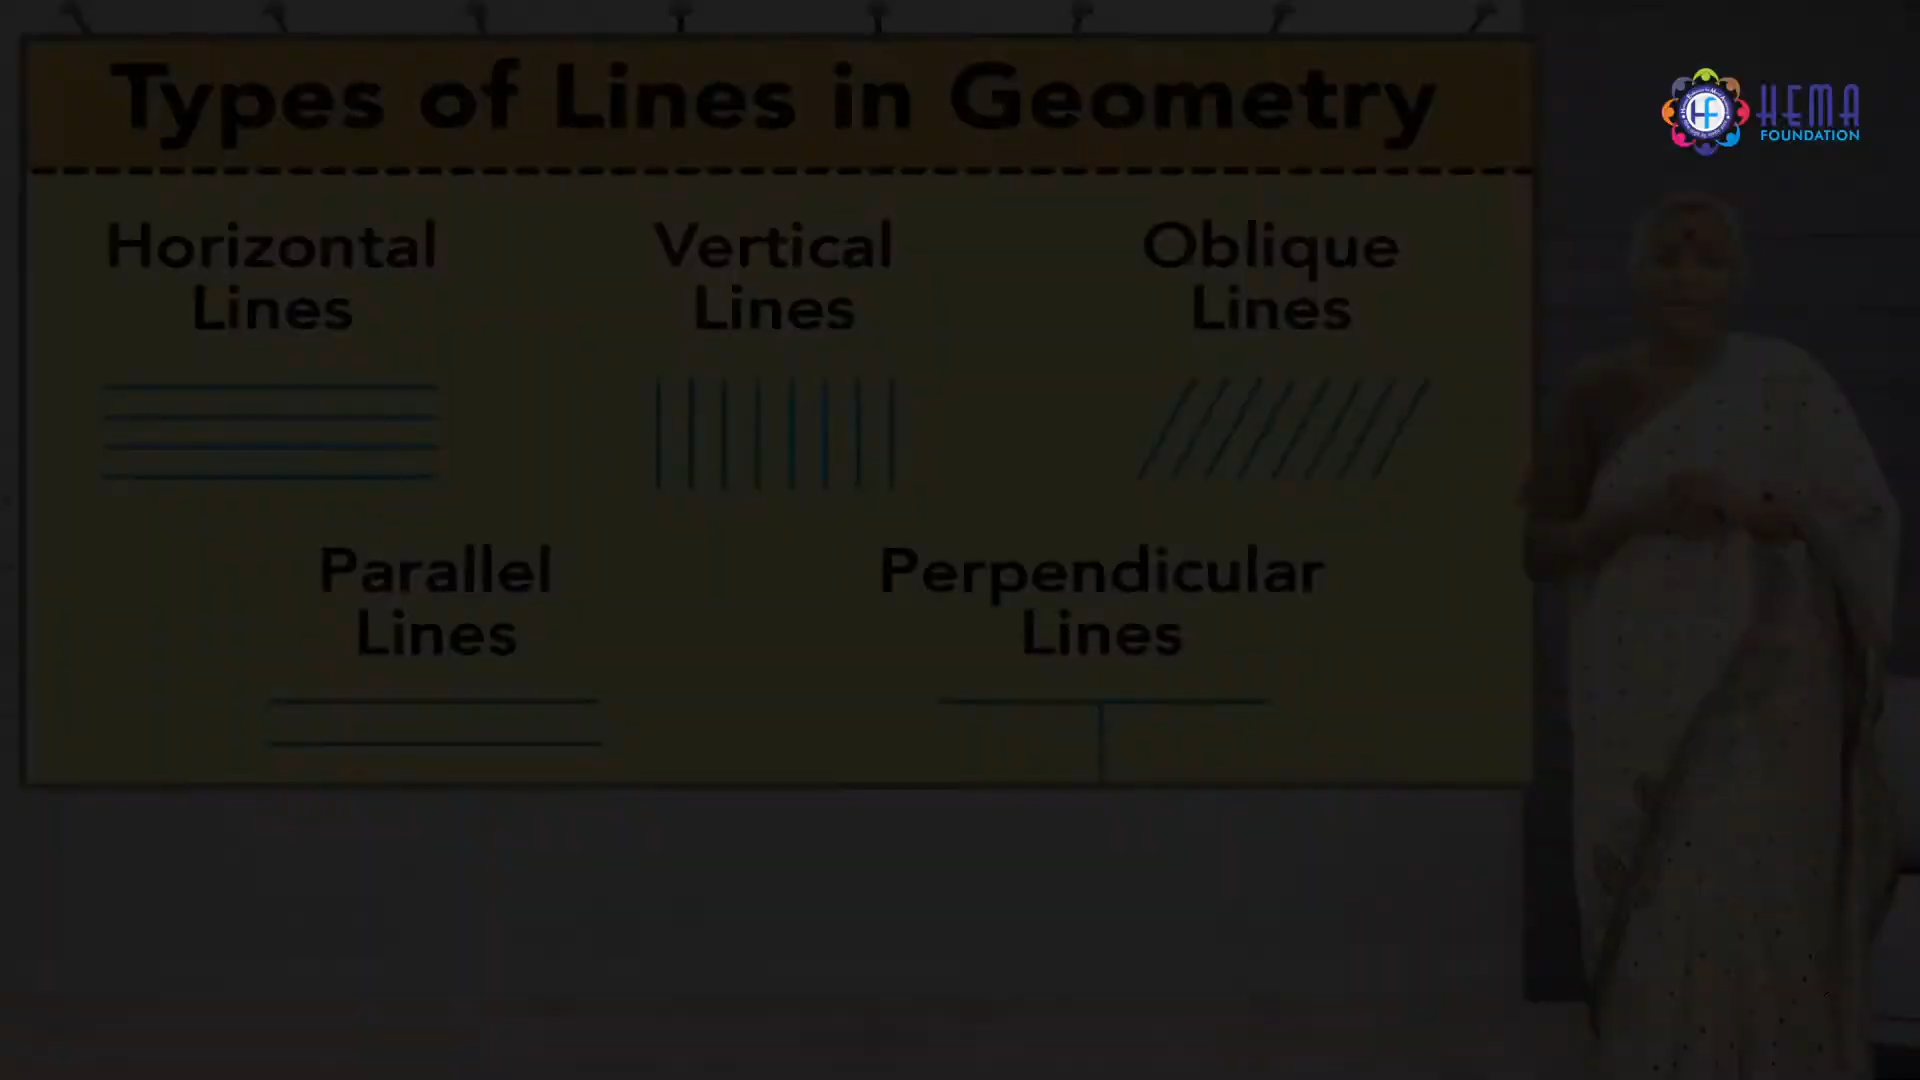 Types of Lines in Geometry
HEMA
FOUNDATION
Horizontal
Lines
Vertical
Lines
Oblique
Lines
Parallel
Lines
Perpendicular
Lines